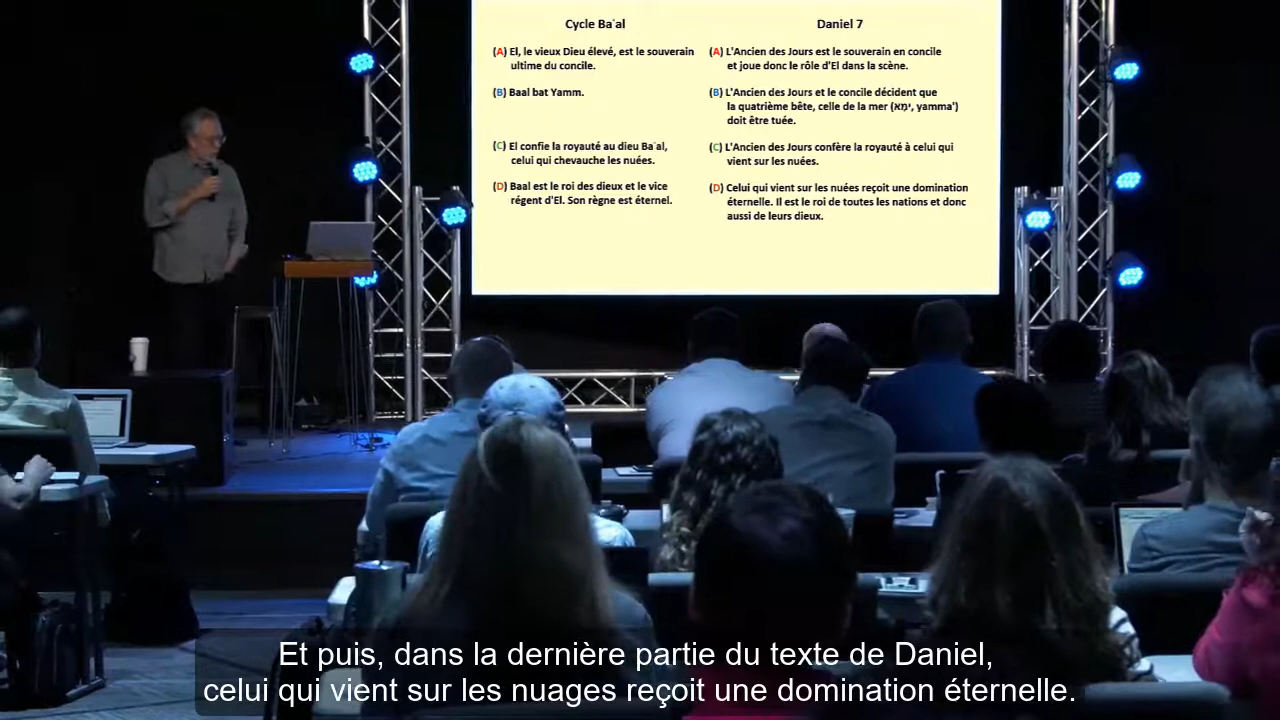 Cycle Baʿal
(A) El, le vieux Dieu élevé, est le souverain
ultime du concile.
(B) Baal bat Yamm.
(C) El confie la royauté au dieu Baʿal,
celui qui chevauche les nuées.
(D) Baal est le roi des dieux et le vice
régent d'El. Son règne est éternel.
Daniel 7
(A) L'Ancien des Jours est le souverain en concile
et joue donc le rôle d'El dans la scène.
(B) L'Ancien des Jours et le concile décident que
la quatrième bête, celle de la mer (ימא, yamma')
doit être tuée.
(C) L'Ancien des Jours confère la royauté à celui qui
vient sur les nuées.
(D) Celui qui vient sur les nuées reçoit une domination
éternelle. Il est le roi de toutes les nations et donc
aussi de leurs dieux.
Et puis, dans la dernière partie du texte de Daniel,
celui qui vient sur les nuages reçoit une domination éternelle.